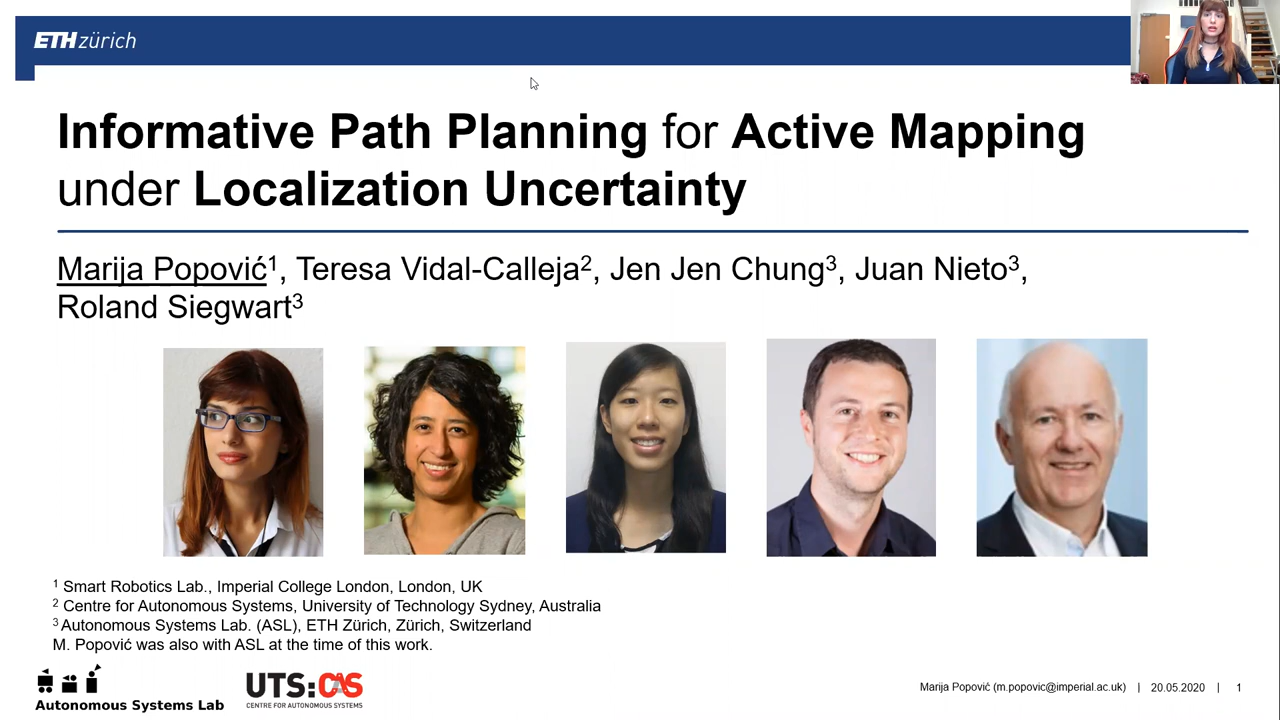 ETH zürich
Informative Path Planning for Active Mapping
under Localization Uncertainty
Marija Popović¹, Teresa Vidal-Calleja², Jen Jen Chung³, Juan Nieto³,
Roland Siegwart³
¹ Smart Robotics Lab., Imperial College London, London, UK
² Centre for Autonomous Systems, University of Technology Sydney, Australia
³ Autonomous Systems Lab. (ASL), ETH Zürich, Zürich, Switzerland
M. Popović was also with ASL at the time of this work.
Autonomous Systems Lab
UTS:CAS
CENTRE FOR AUTONOMOUS SYSTEMS
Marija Popović (m.popovic@imperial.ac.uk) | 20.05.2020 | 1